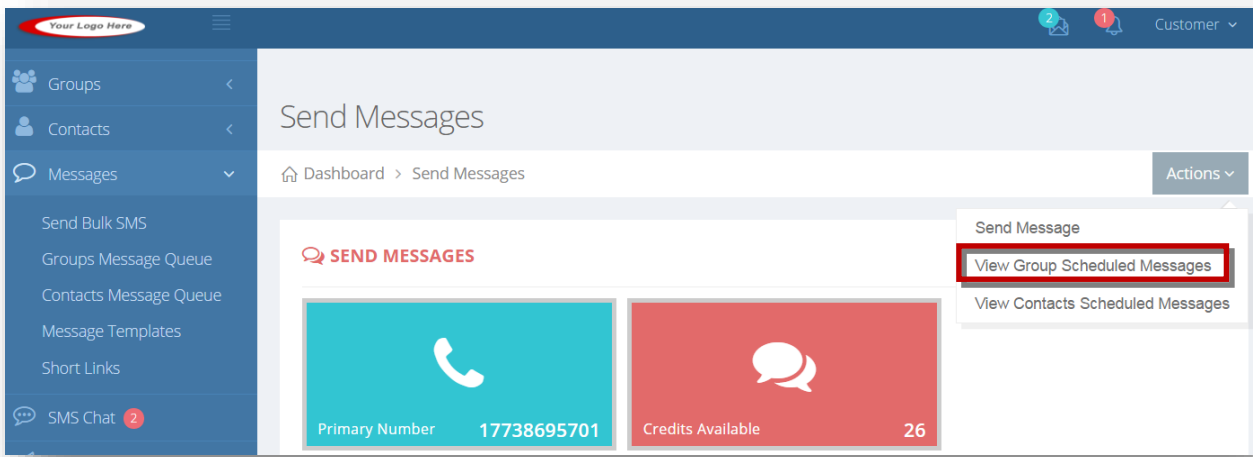 Your Logo Here
2
1
Customer
Groups
Contacts
Messages
Send Bulk SMS
Groups Message Queue
Contacts Message Queue
Message Templates
Short Links
SMS Chat 2
Send Messages
Dashboard > Send Messages
Actions
Send Message
View Group Scheduled Messages
View Contacts Scheduled Messages
SEND MESSAGES
Primary Number 17738695701
Credits Available 26